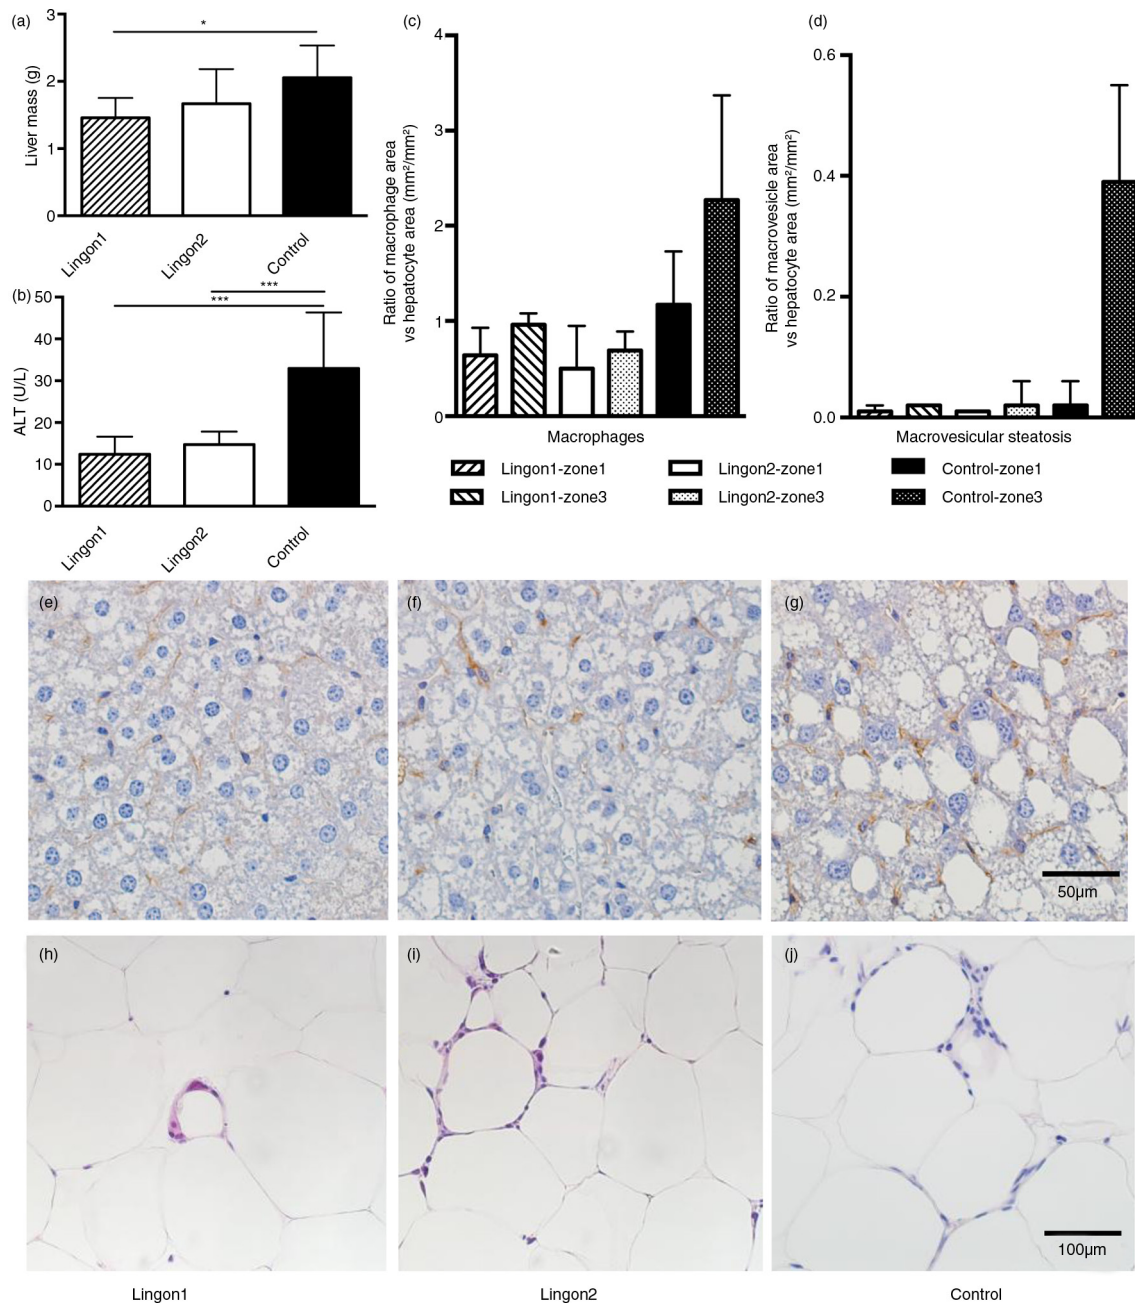 (a)
3
2
1
0
Liver mass (g)
*
Lingon1
Lingon2
Control
(b)
50
40
30
20
10
0
ALT (U/L)
***
***
Lingon1
Lingon2
Control
(c)
4
3
2
1
0
Ratio of macrophage area
vs hepatocyte area (mm²/mm²)
Macrophages
(d)
0.6
0.4
0.2
0.0
Ratio of macrovesicle area
vs hepatocyte area (mm²/mm²)
Macrovesicular steatosis
Lingon1-zone1
Lingon2-zone1
Control-zone1
Lingon1-zone3
Lingon2-zone3
Control-zone3
(e)
(f)
(g)
50μm
(h)
(i)
(j)
100μm
Lingon1
Lingon2
Control